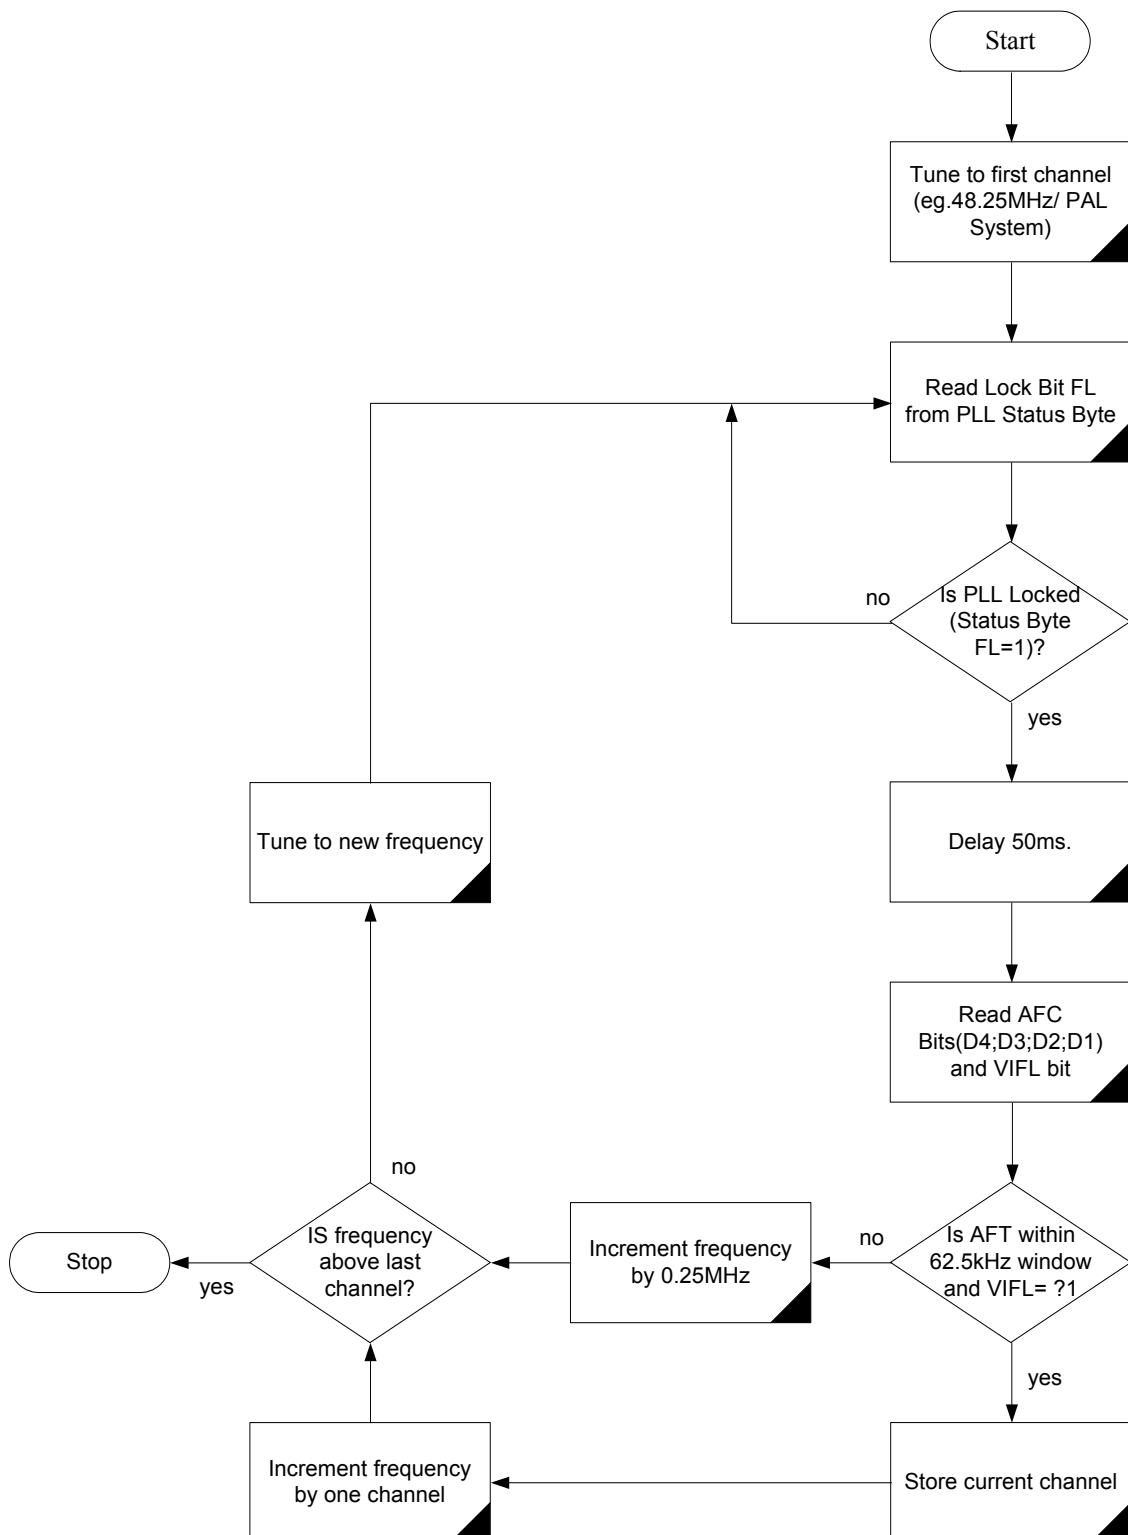 Start
Tune to first channel
(eg.48.25MHz/ PAL
System)
Read Lock Bit FL
from PLL Status Byte
no
Is PLL Locked
(Status Byte
FL=1)?
yes
Tune to new frequency
Delay 50ms.
Read AFC
Bits(D4;D3;D2;D1)
and VIFL bit
no
Stop
yes
IS frequency
above last
channel?
Increment frequency
by 0.25MHz
no
Is AFT within
62.5kHz window
and VIFL= ?1
yes
Increment frequency
by one channel
Store current channel